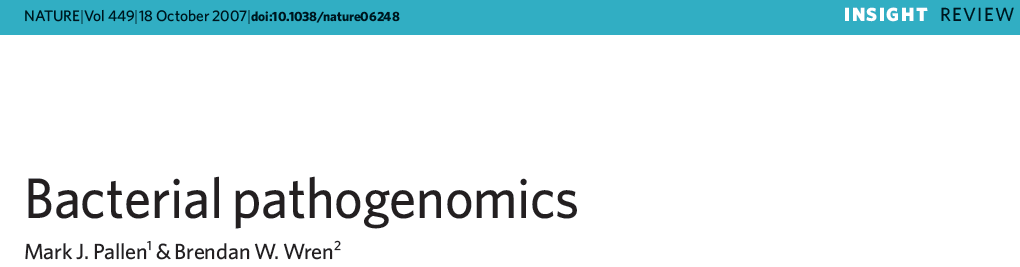 NATURE|Vol 449|18 October 2007|doi:10.1038/nature06248 INSIGHT REVIEW
Bacterial pathogenomics
Mark J. Pallen¹ & Brendan W. Wren²